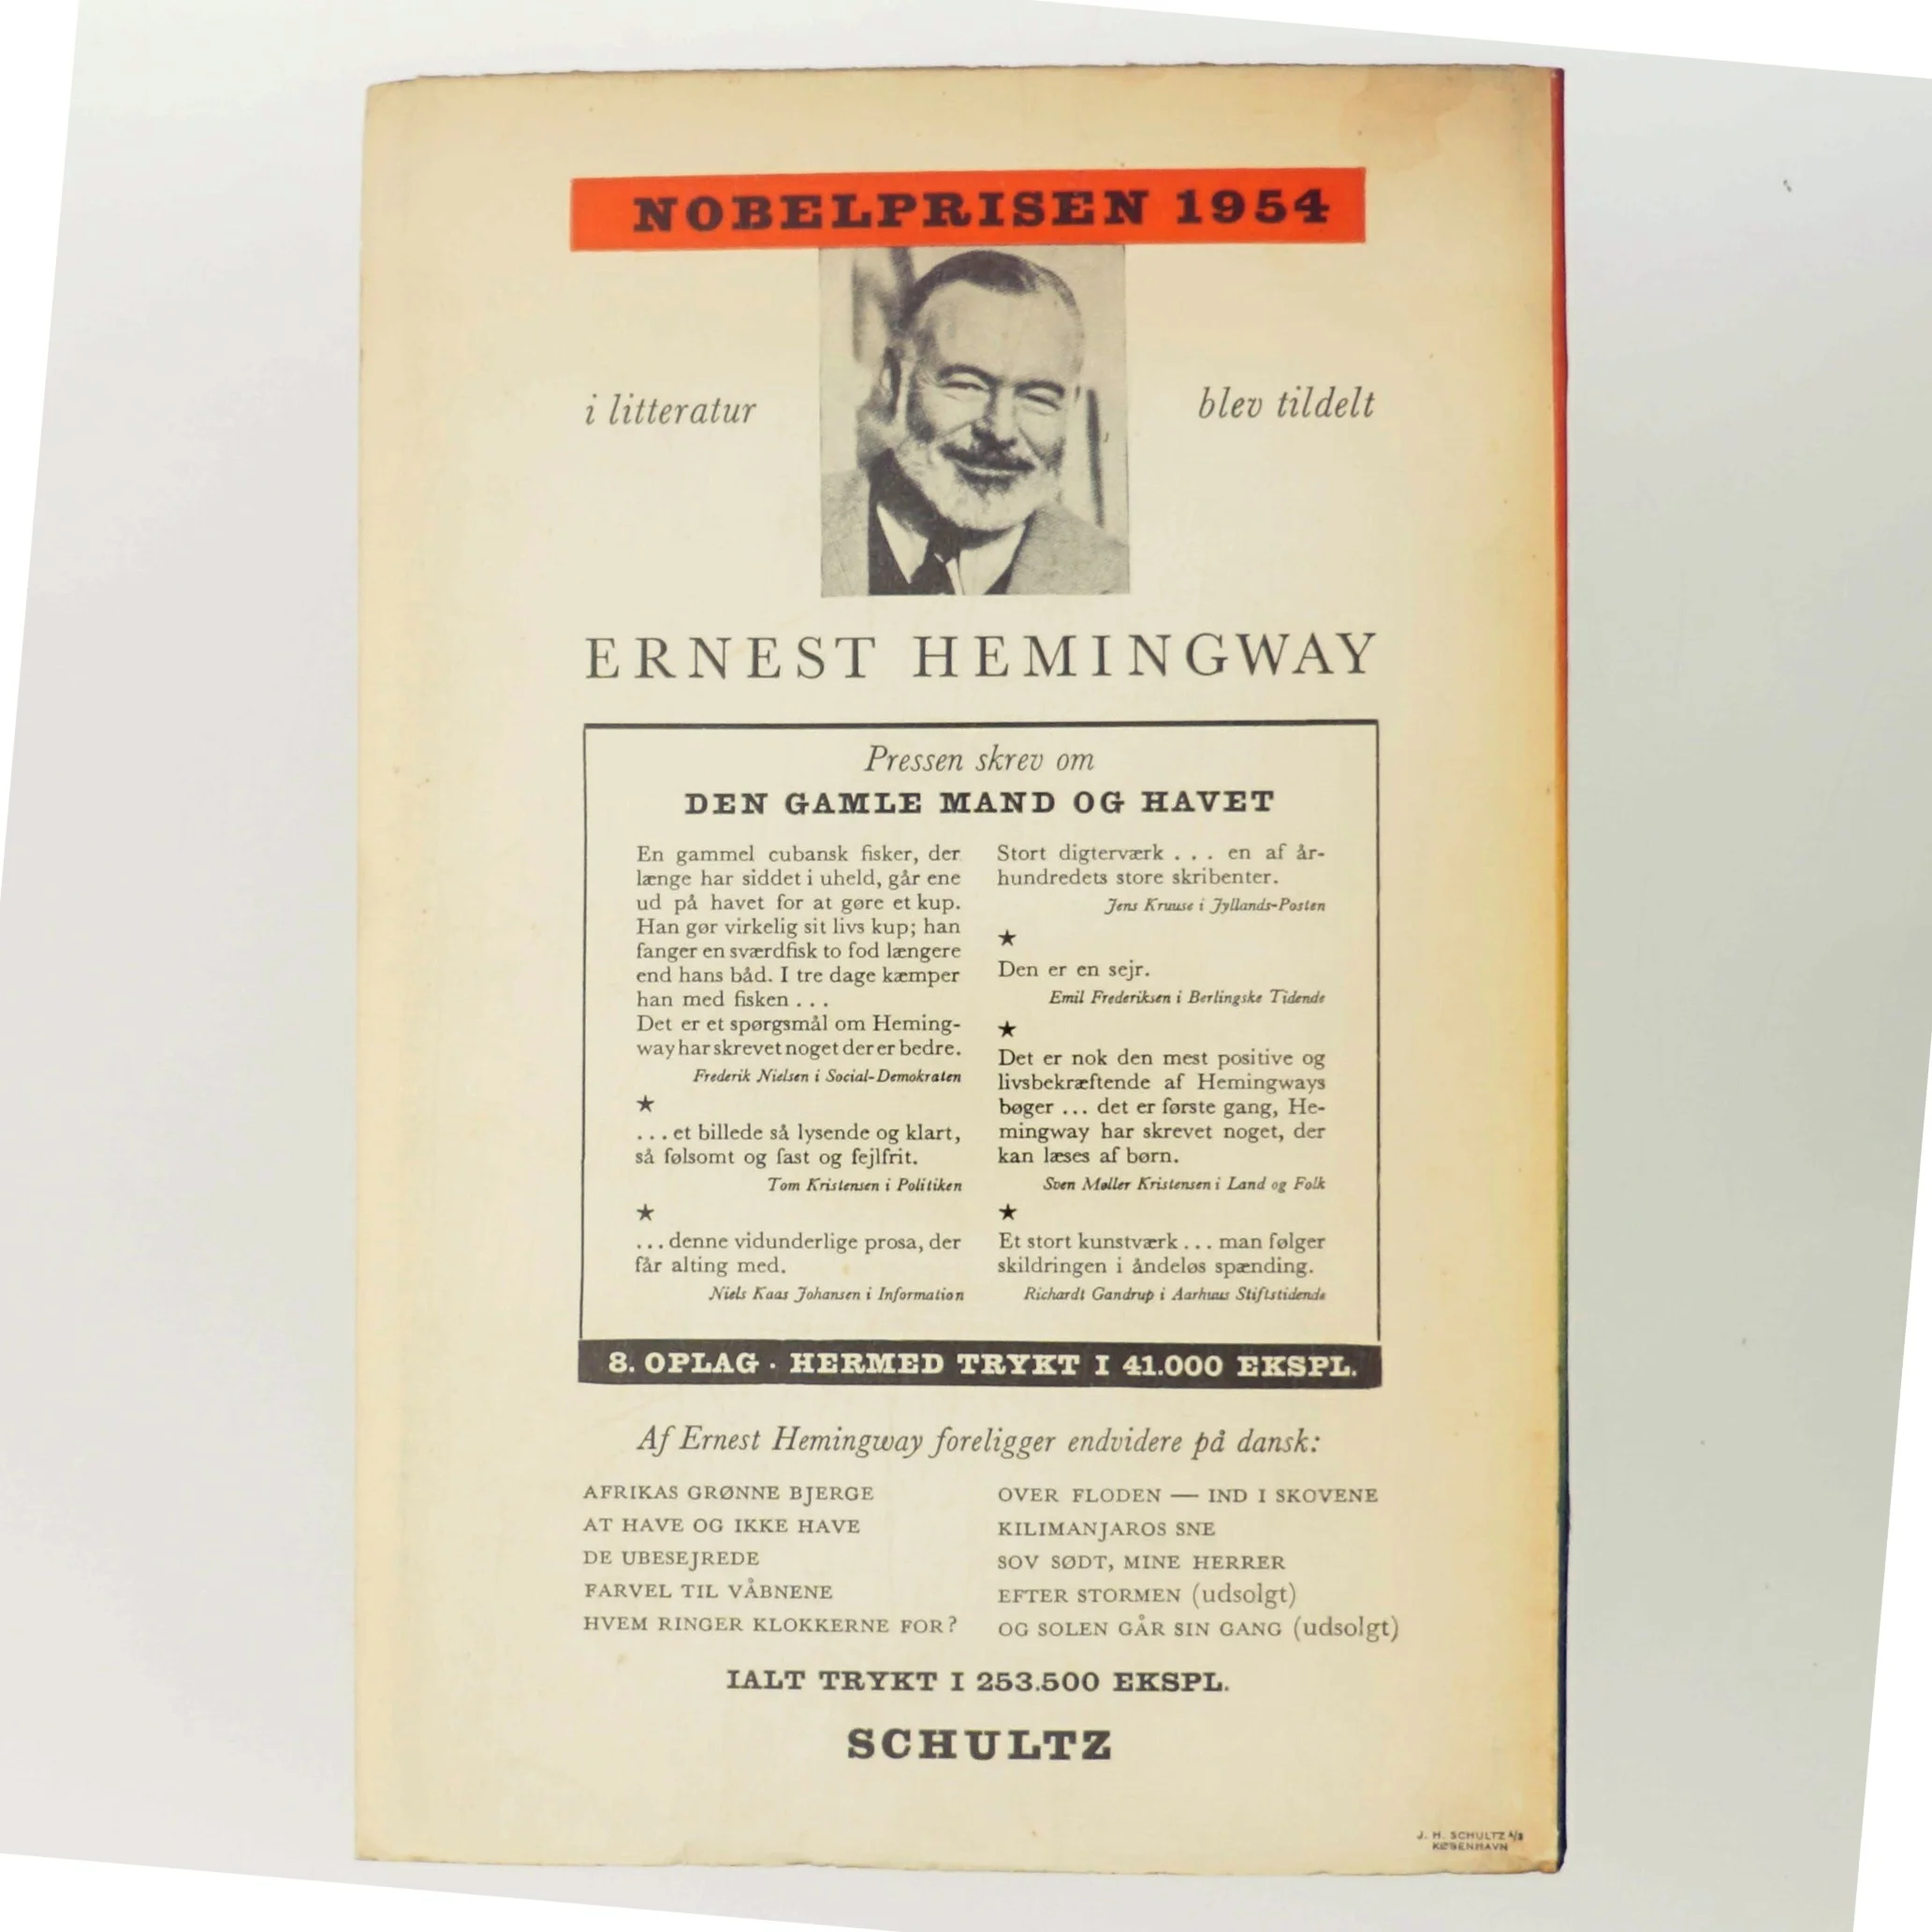 NOBELPRISEN 1954
i litteratur
blev tildelt
ERNEST HEMINGWAY
Pressen skrev om
DEN GAMLE MAND OG HAVET
En gammel cubansk fisker, der
længe har siddet i uheld, går ene
ud på havet for at gøre et kup.
Han gør virkelig sit livs kup; han
fanger en sværdfisk to fod længere
end hans båd. I tre dage kæmper
han med fisken . . .
Det er et spørgsmål om Heming-
way har skrevet noget der er bedre.
Frederik Nielsen i Social-Demokraten
★
. . . et billede så lysende og klart,
så følsomt og fast og fejlfrit.
Tom Kristensen i Politiken
★
. . . denne vidunderlige prosa, der
får alting med.
Niels Kaas Johansen i Information
Stort digterværk . . . en af år-
hundredets store skribenter.
Jens Kruuse i Jyllands-Posten
★
Den er en sejr.
Emil Frederiksen i Berlingske Tidende
★
Det er nok den mest positive og
livsbekræftende af Hemingways
bøger . . . det er første gang, He-
mingway har skrevet noget, der
kan læses af børn.
Sven Møller Kristensen i Land og Folk
★
Et stort kunstværk . . . man følger
skildringen i åndeløs spænding.
Richardt Gandrup i Aarhuus Stiftstidende
8. OPLAG · HERMED TRYKT I 41.000 EKSPL.
Af Ernest Hemingway foreligger endvidere på dansk:
AFRIKAS GRØNNE BJERGE
AT HAVE OG IKKE HAVE
DE UBESEJREDE
FARVEL TIL VÅBNENE
HVEM RINGER KLOKKERNE FOR?
OVER FLODEN — IND I SKOVENE
KILIMANJAROS SNE
SOV SØDT, MINE HERRER
EFTER STORMEN (udsolgt)
OG SOLEN GÅR SIN GANG (udsolgt)
IALT TRYKT I 253.500 EKSPL.
SCHULTZ
J. H. SCHULTZ A/S
KØBENHAVN